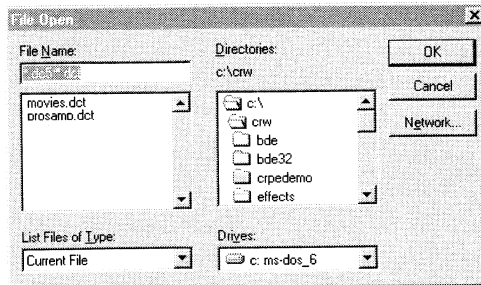 File Open
File Name:
movies.dct
prosamp.dct
List Files of Type:
Current File
Directories:
c:\crw
c:\
crw
bde
bde32
crpedemo
effects
Drives:
c: ms-dos_6
OK
Cancel
Network...